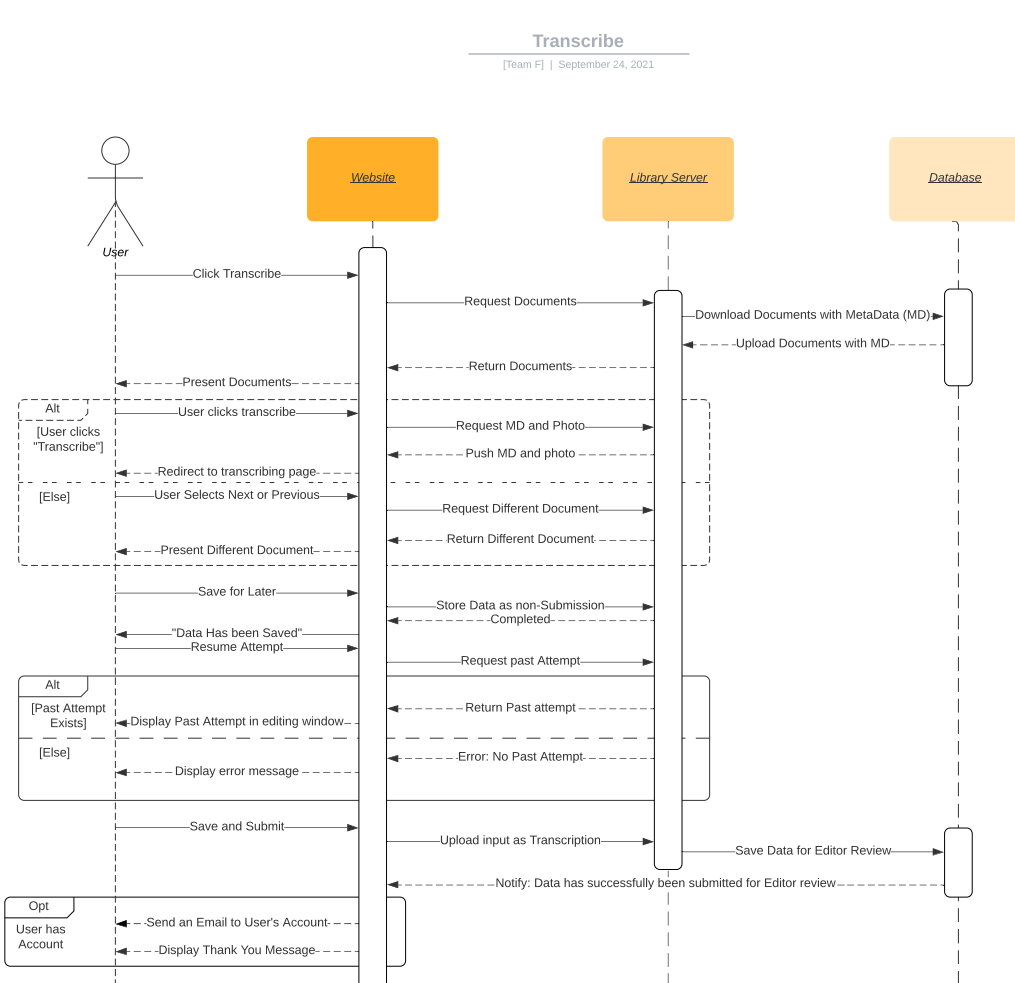 Transcribe
[Team F] | September 24, 2021
Website
Library Server
Database
User
Click Transcribe
Request Documents
Download Documents with MetaData (MD)
Upload Documents with MD
Return Documents
Present Documents
Alt
User clicks transcribe
[User clicks
"Transcribe"]
Request MD and Photo
Push MD and photo
Redirect to transcribing page
[Else]
User Selects Next or Previous
Request Different Document
Return Different Document
Present Different Document
Save for Later
Store Data as non-Submission
Completed
"Data Has been Saved"
Resume Attempt
Request past Attempt
Alt
[Past Attempt
Exists]
Return Past attempt
Display Past Attempt in editing window
[Else]
Error: No Past Attempt
Display error message
Save and Submit
Upload input as Transcription
Save Data for Editor Review
Notify: Data has successfully been submitted for Editor review
Opt
User has
Account
Send an Email to User's Account
Display Thank You Message